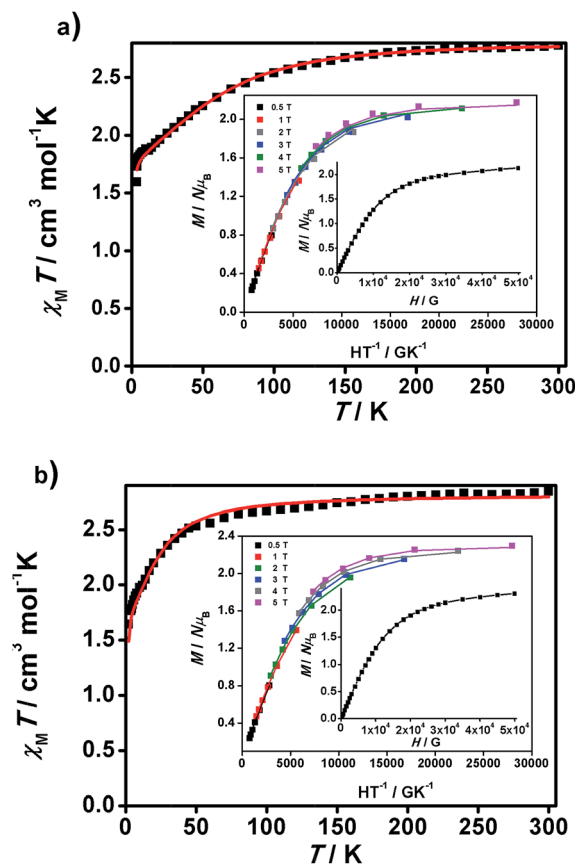 a)
χM T / cm³ mol⁻¹K
2.5
2.0
1.5
1.0
0.5
0.0
0 50 100 150 200 250 300
T / K
M / NμB
2.4
2.0
1.6
1.2
0.8
0.4
0.0
0.5 T
1 T
2 T
3 T
4 T
5 T
0 5000 10000 15000 20000 25000 30000
HT⁻¹ / GK⁻¹
M / NμB
2.0
1.5
1.0
0.5
0.0
1x10⁴ 2x10⁴ 3x10⁴ 4x10⁴ 5x10⁴
H / G
b)
χM T / cm³ mol⁻¹K
2.5
2.0
1.5
1.0
0.5
0.0
0 50 100 150 200 250 300
T / K
M / NμB
2.4
2.0
1.6
1.2
0.8
0.4
0.5 T
1 T
2 T
3 T
4 T
5 T
0 5000 10000 15000 20000 25000 30000
HT⁻¹ / GK⁻¹
M / NμB
2.0
1.5
1.0
0.5
0.0
1x10⁴ 2x10⁴ 3x10⁴ 4x10⁴ 5x10⁴
H / G